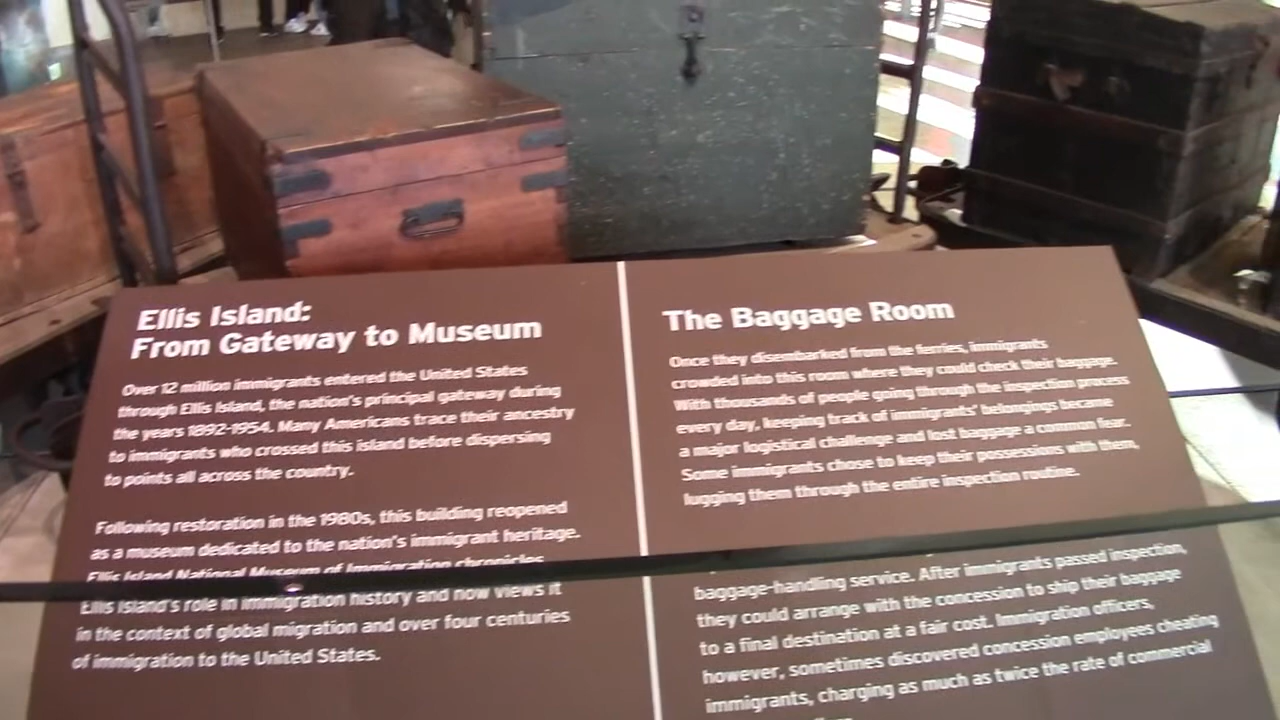 Ellis Island:
From Gateway to Museum
Over 12 million immigrants entered the United States
through Ellis Island, the nation's principal gateway during
the years 1892-1954. Many Americans trace their ancestry
to immigrants who crossed this island before dispersing
to points all across the country.
Following restoration in the 1980s, this building reopened
as a museum dedicated to the nation's immigrant heritage.
Ellis Island National Museum of Immigration chronicles
Ellis Island's role in immigration history and now views it
in the context of global migration and over four centuries
of immigration to the United States.
The Baggage Room
Once they disembarked from the ferries, immigrants
crowded into this room where they could check their baggage.
With thousands of people going through the inspection process
every day, keeping track of immigrants' belongings became
a major logistical challenge and lost baggage a common fear.
Some immigrants chose to keep their possessions with them,
lugging them through the entire inspection routine.
baggage-handling service. After immigrants passed inspection,
they could arrange with the concession to ship their baggage
to a final destination at a fair cost. Immigration officers,
however, sometimes discovered concession employees cheating
immigrants, charging as much as twice the rate of commercial